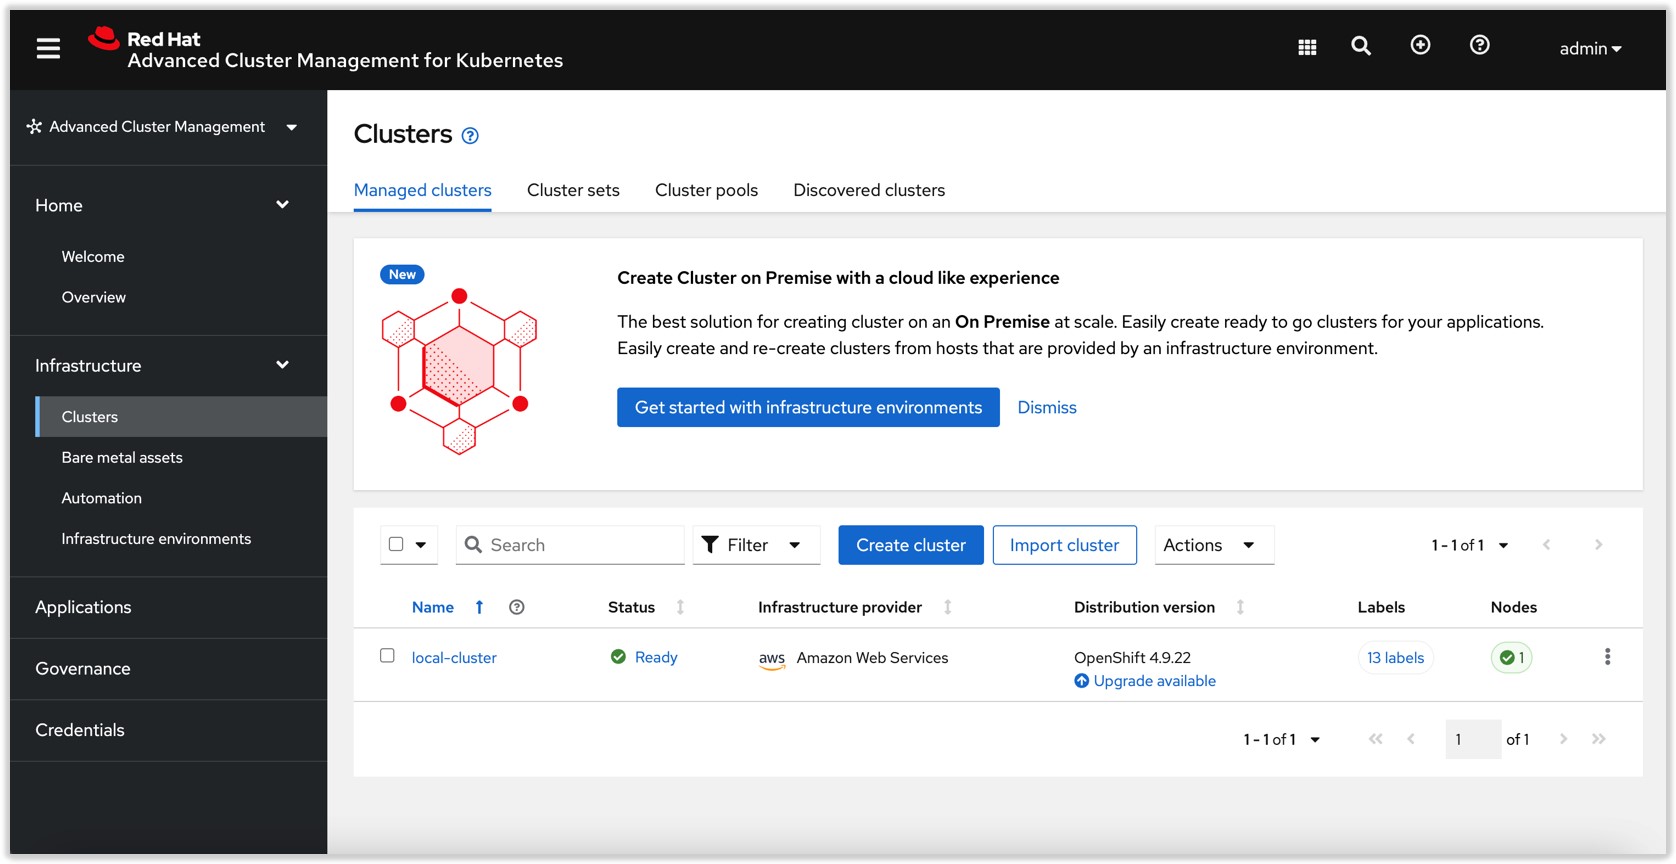 Red Hat
Advanced Cluster Management for Kubernetes
admin
Advanced Cluster Management
Home
Welcome
Overview
Infrastructure
Clusters
Bare metal assets
Automation
Infrastructure environments
Applications
Governance
Credentials
Clusters
Managed clusters Cluster sets Cluster pools Discovered clusters
New
Create Cluster on Premise with a cloud like experience
The best solution for creating cluster on an On Premise at scale. Easily create ready to go clusters for your applications.
Easily create and re-create clusters from hosts that are provided by an infrastructure environment.
Get started with infrastructure environments Dismiss
Search Filter Create cluster Import cluster Actions 1 - 1 of 1
Name Status Infrastructure provider Distribution version Labels Nodes
local-cluster Ready aws Amazon Web Services OpenShift 4.9.22 13 labels 1
Upgrade available
1 - 1 of 1 1 of 1